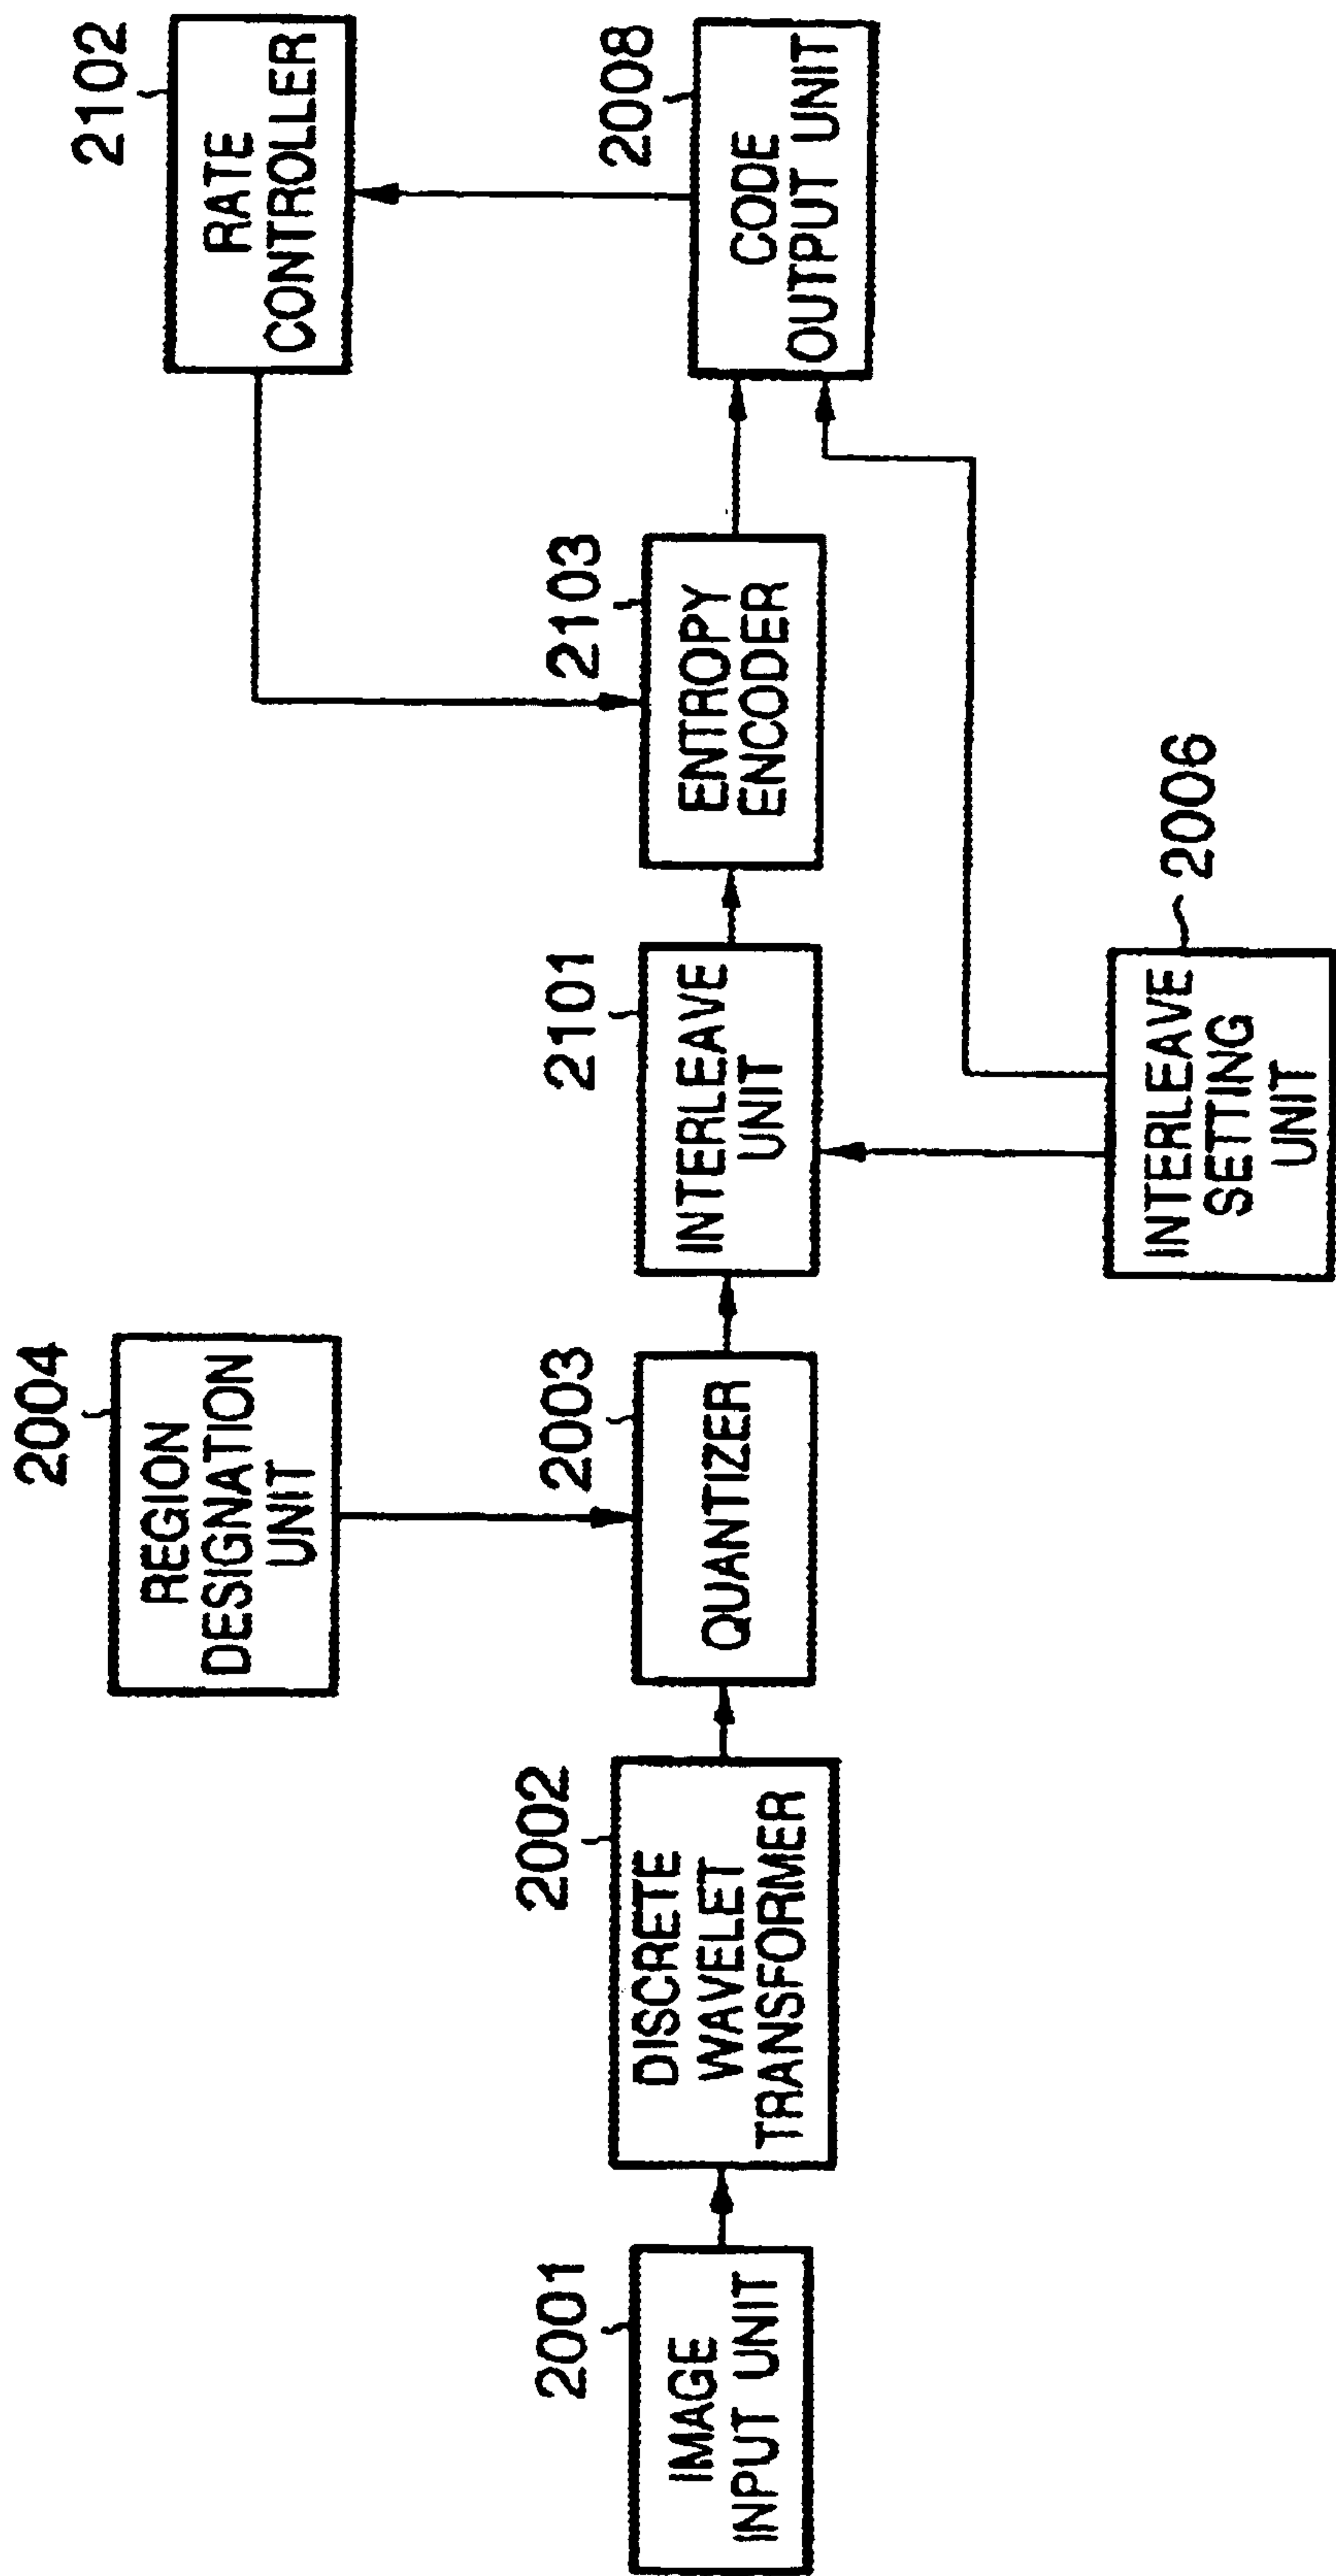 2001
IMAGE
INPUT UNIT
2002
DISCRETE
WAVELET
TRANSFORMER
2004
REGION
DESIGNATION
UNIT
2003
QUANTIZER
2101
INTERLEAVE
UNIT
2006
INTERLEAVE
SETTING
UNIT
2103
ENTROPY
ENCODER
2102
RATE
CONTROLLER
2008
CODE
OUTPUT UNIT